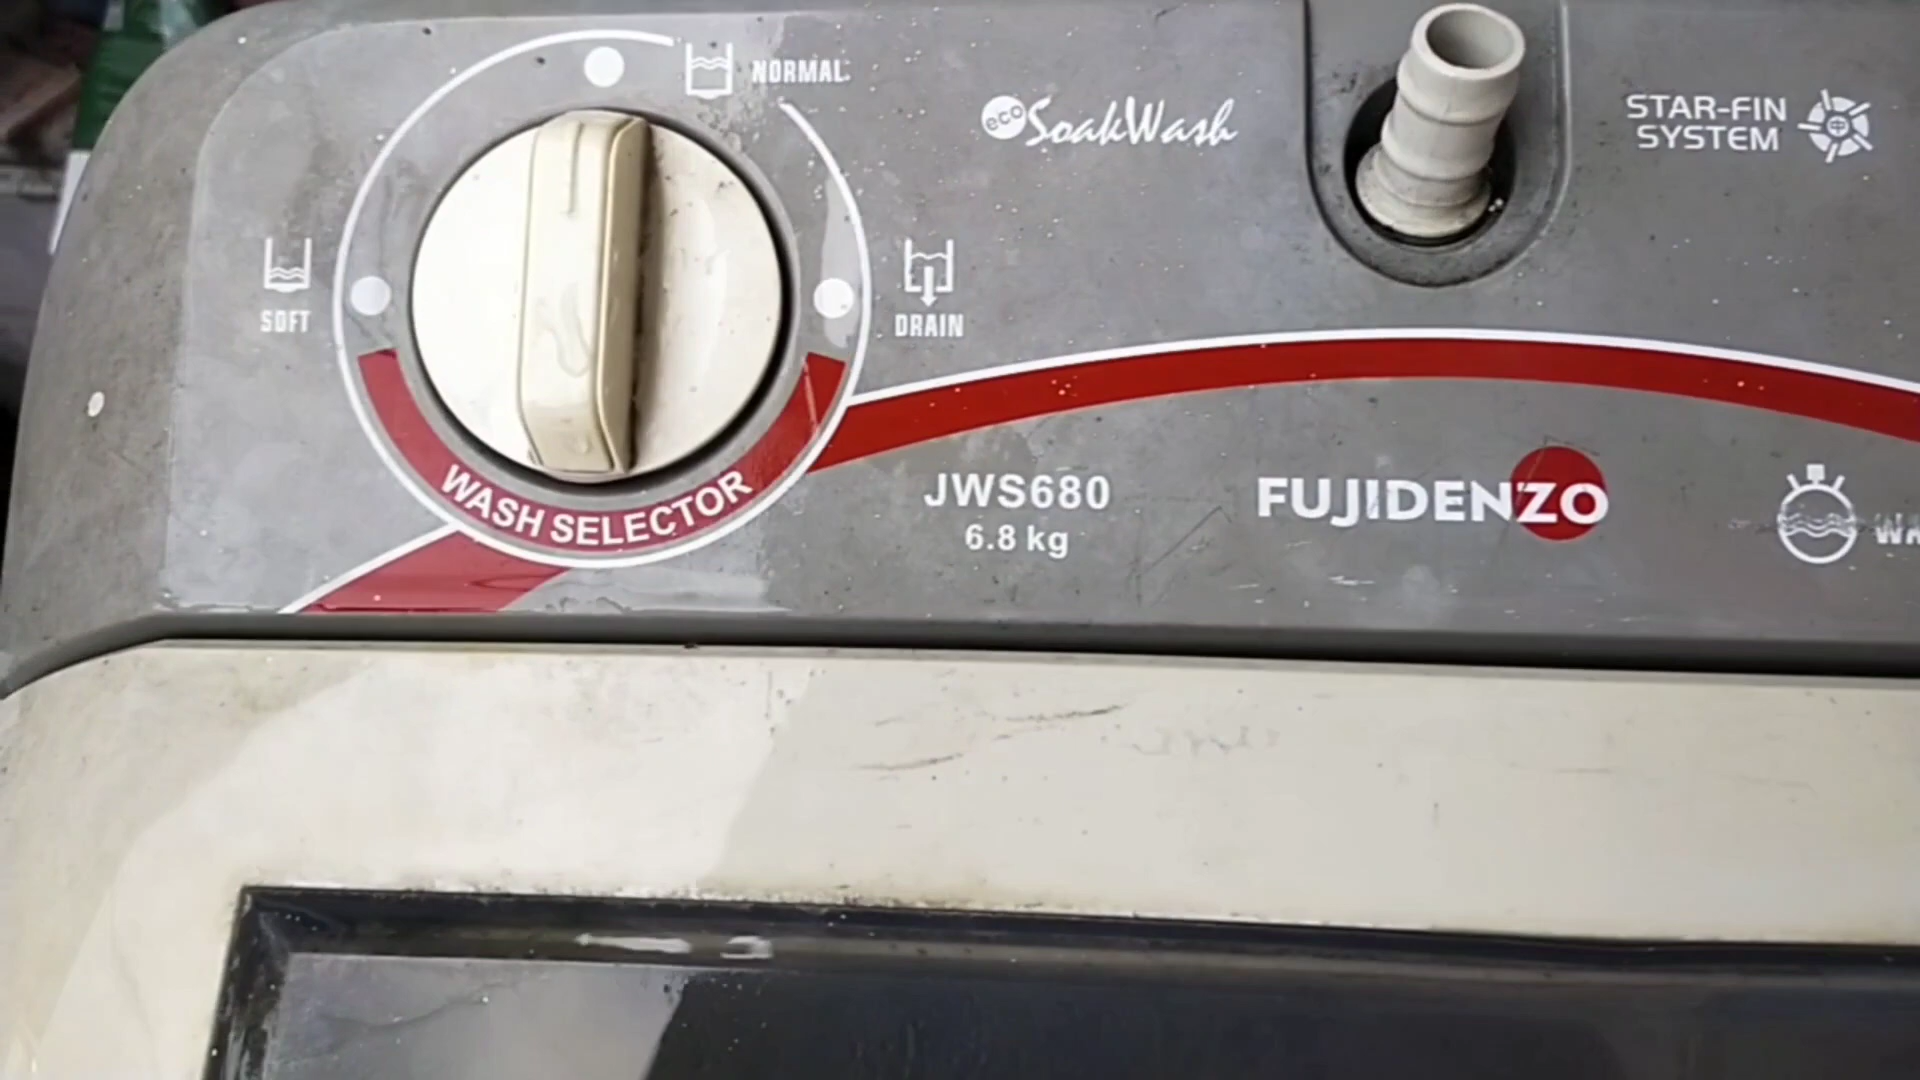 NORMAL
eco SoakWash
STAR-FIN
SYSTEM
SOFT
DRAIN
WASH SELECTOR
JWS680
6.8 kg
FUJIDENZO